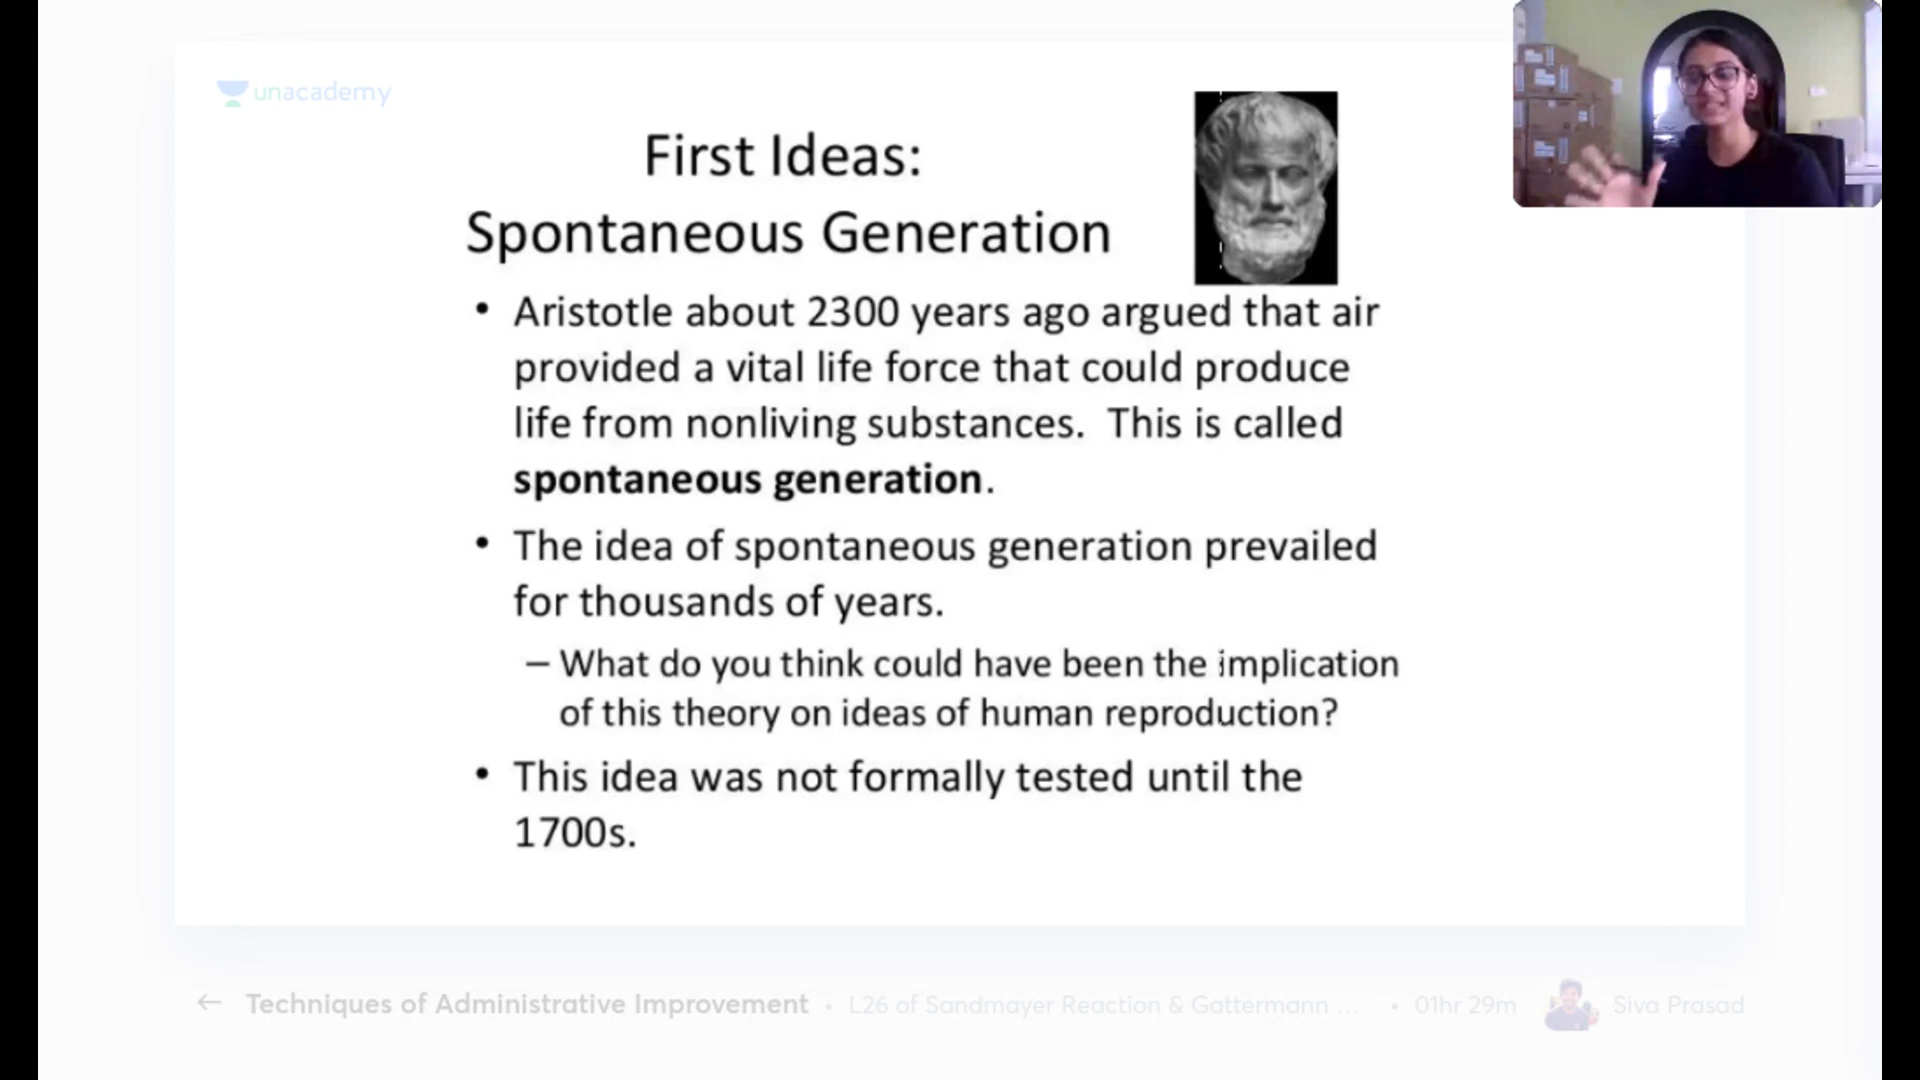 unacademy
First Ideas:
Spontaneous Generation
• Aristotle about 2300 years ago argued that air
provided a vital life force that could produce
life from nonliving substances. This is called
spontaneous generation.
• The idea of spontaneous generation prevailed
for thousands of years.
– What do you think could have been the implication
of this theory on ideas of human reproduction?
• This idea was not formally tested until the
1700s.
← Techniques of Administrative Improvement • L26 of Sandmayer Reaction & Gattermann ... • 01hr 29m Siva Prasad